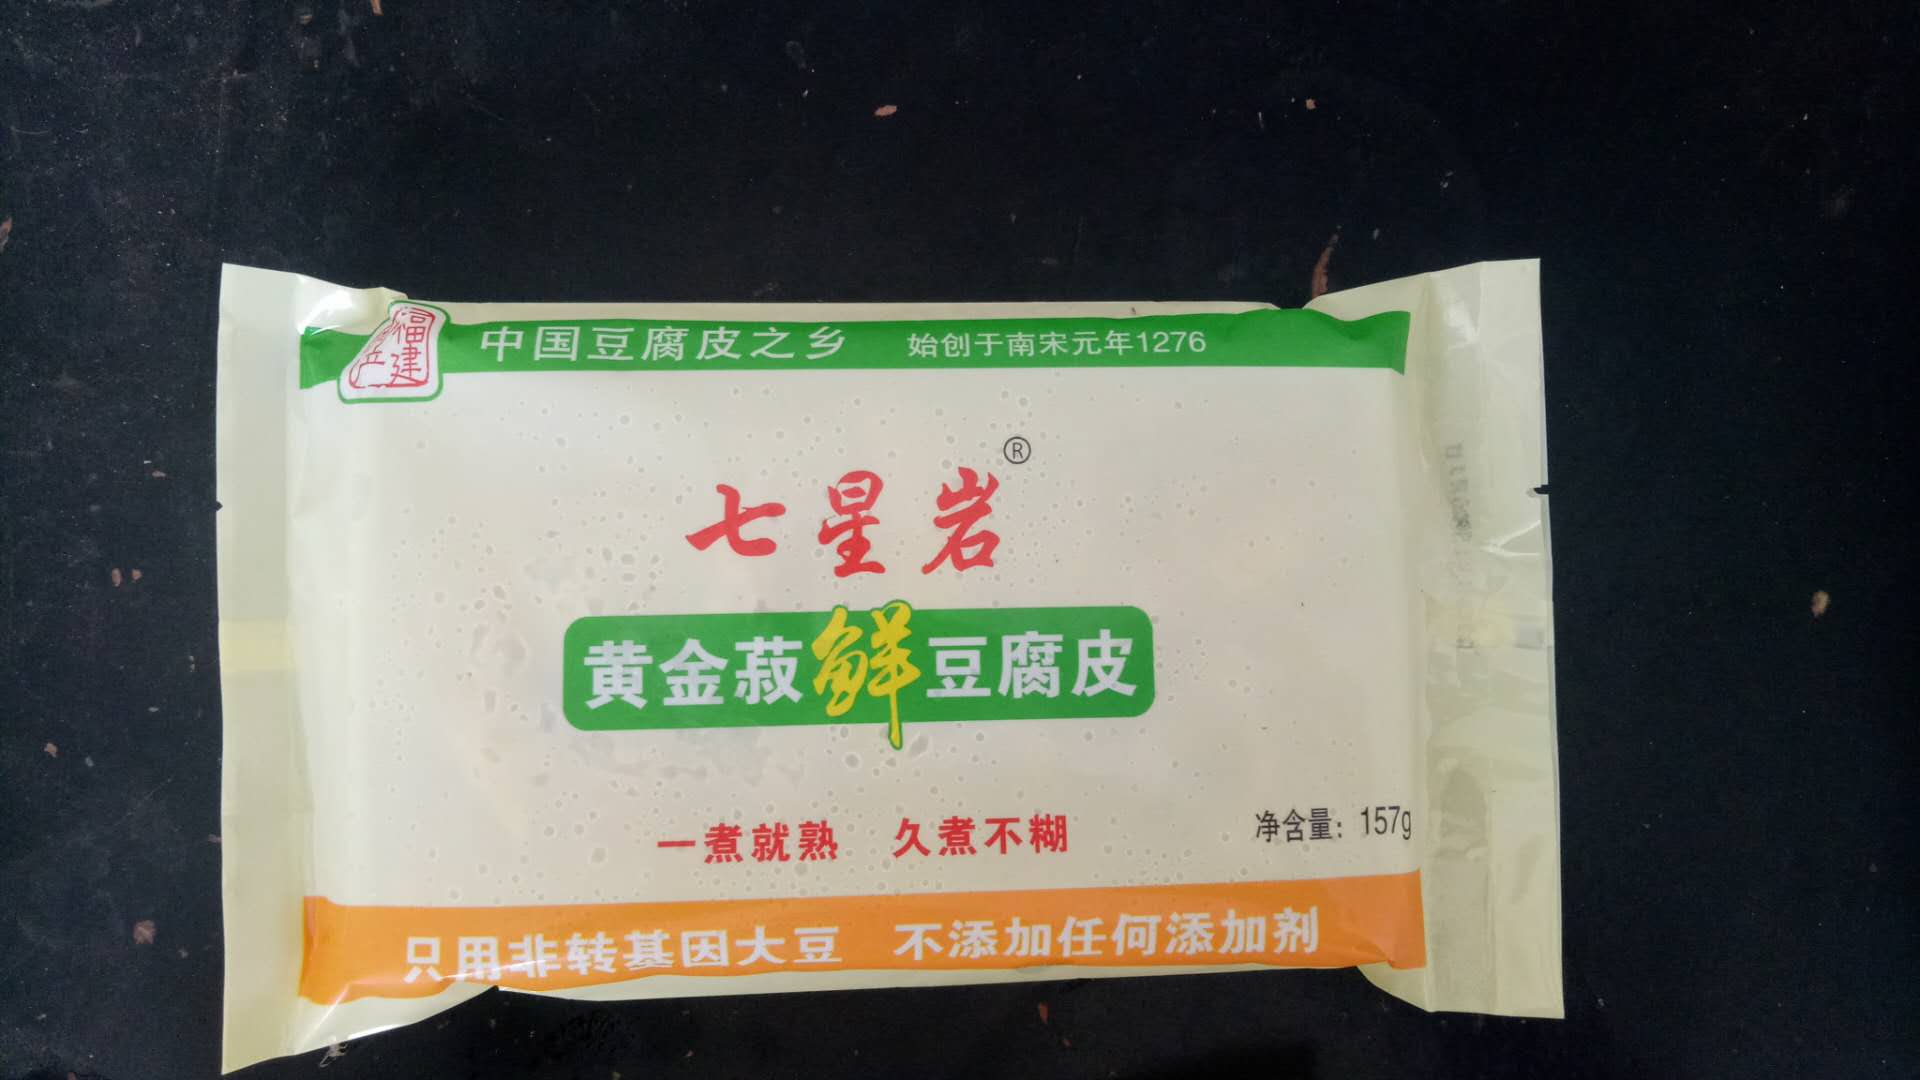 福建
中国豆腐皮之乡 始创于南宋元年1276
七星岩®
黄金菽鲜豆腐皮
一煮就熟 久煮不糊
净含量：157g
只用非转基因大豆 不添加任何添加剂